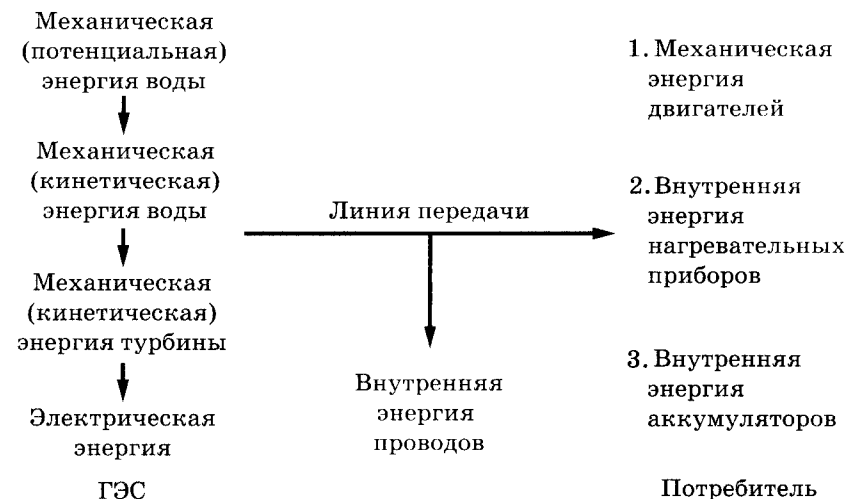 Механическая
(потенциальная)
энергия воды
Механическая
(кинетическая)
энергия воды
Механическая
(кинетическая)
энергия турбины
Электрическая
энергия
ГЭС
Линия передачи
Внутренняя
энергия
проводов
1. Механическая
энергия
двигателей
2. Внутренняя
энергия
нагревательных
приборов
3. Внутренняя
энергия
аккумуляторов
Потребитель